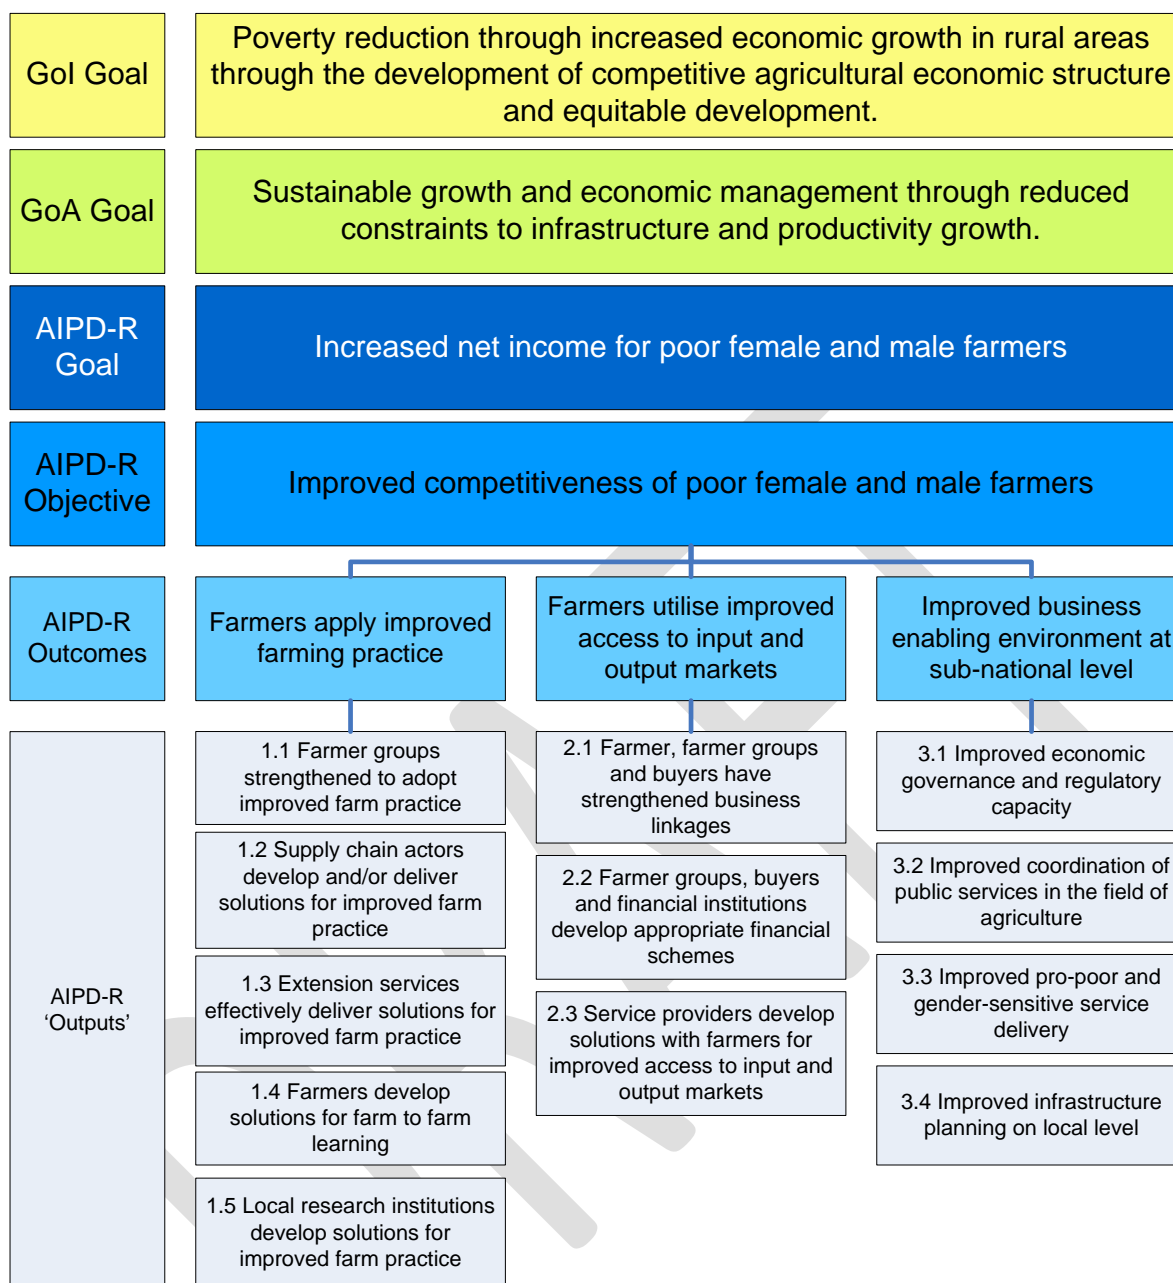 GoI Goal
Poverty reduction through increased economic growth in rural areas
through the development of competitive agricultural economic structure
and equitable development.
GoA Goal
Sustainable growth and economic management through reduced
constraints to infrastructure and productivity growth.
AIPD-R
Goal
Increased net income for poor female and male farmers
AIPD-R
Objective
Improved competitiveness of poor female and male farmers
AIPD-R
Outcomes
Farmers apply improved
farming practice
Farmers utilise improved
access to input and
output markets
Improved business
enabling environment at
sub-national level
AIPD-R
‘Outputs’
1.1 Farmer groups
strengthened to adopt
improved farm practice
1.2 Supply chain actors
develop and/or deliver
solutions for improved farm
practice
1.3 Extension services
effectively deliver solutions for
improved farm practice
1.4 Farmers develop
solutions for farm to farm
learning
1.5 Local research institutions
develop solutions for
improved farm practice
2.1 Farmer, farmer groups
and buyers have
strengthened business
linkages
2.2 Farmer groups, buyers
and financial institutions
develop appropriate financial
schemes
2.3 Service providers develop
solutions with farmers for
improved access to input and
output markets
3.1 Improved economic
governance and regulatory
capacity
3.2 Improved coordination of
public services in the field of
agriculture
3.3 Improved pro-poor and
gender-sensitive service
delivery
3.4 Improved infrastructure
planning on local level